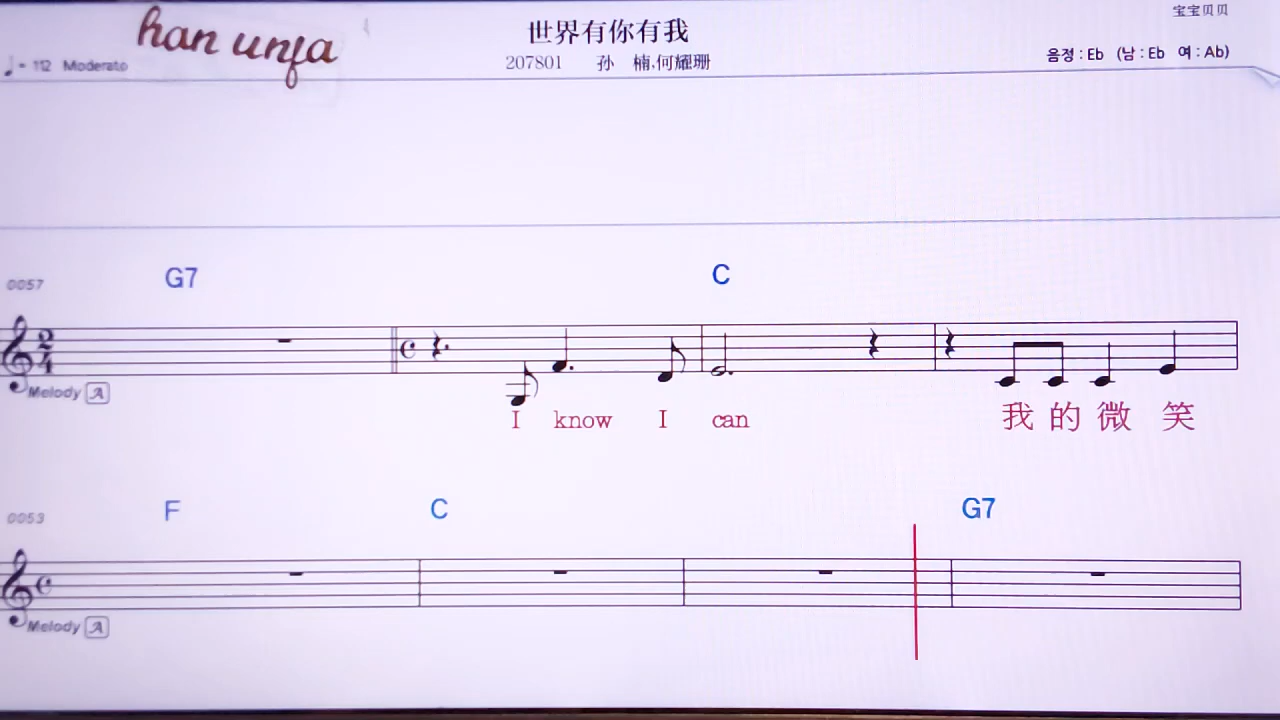 han unja
世界有你有我
宝宝贝贝
♩= 112 Moderato
207801 孙 楠.何耀珊
음정 : Eb (남 : Eb 여 : Ab)
0057 G7 C
2/4
Melody A
I know I can 我的微笑
0053 F C G7
Melody A